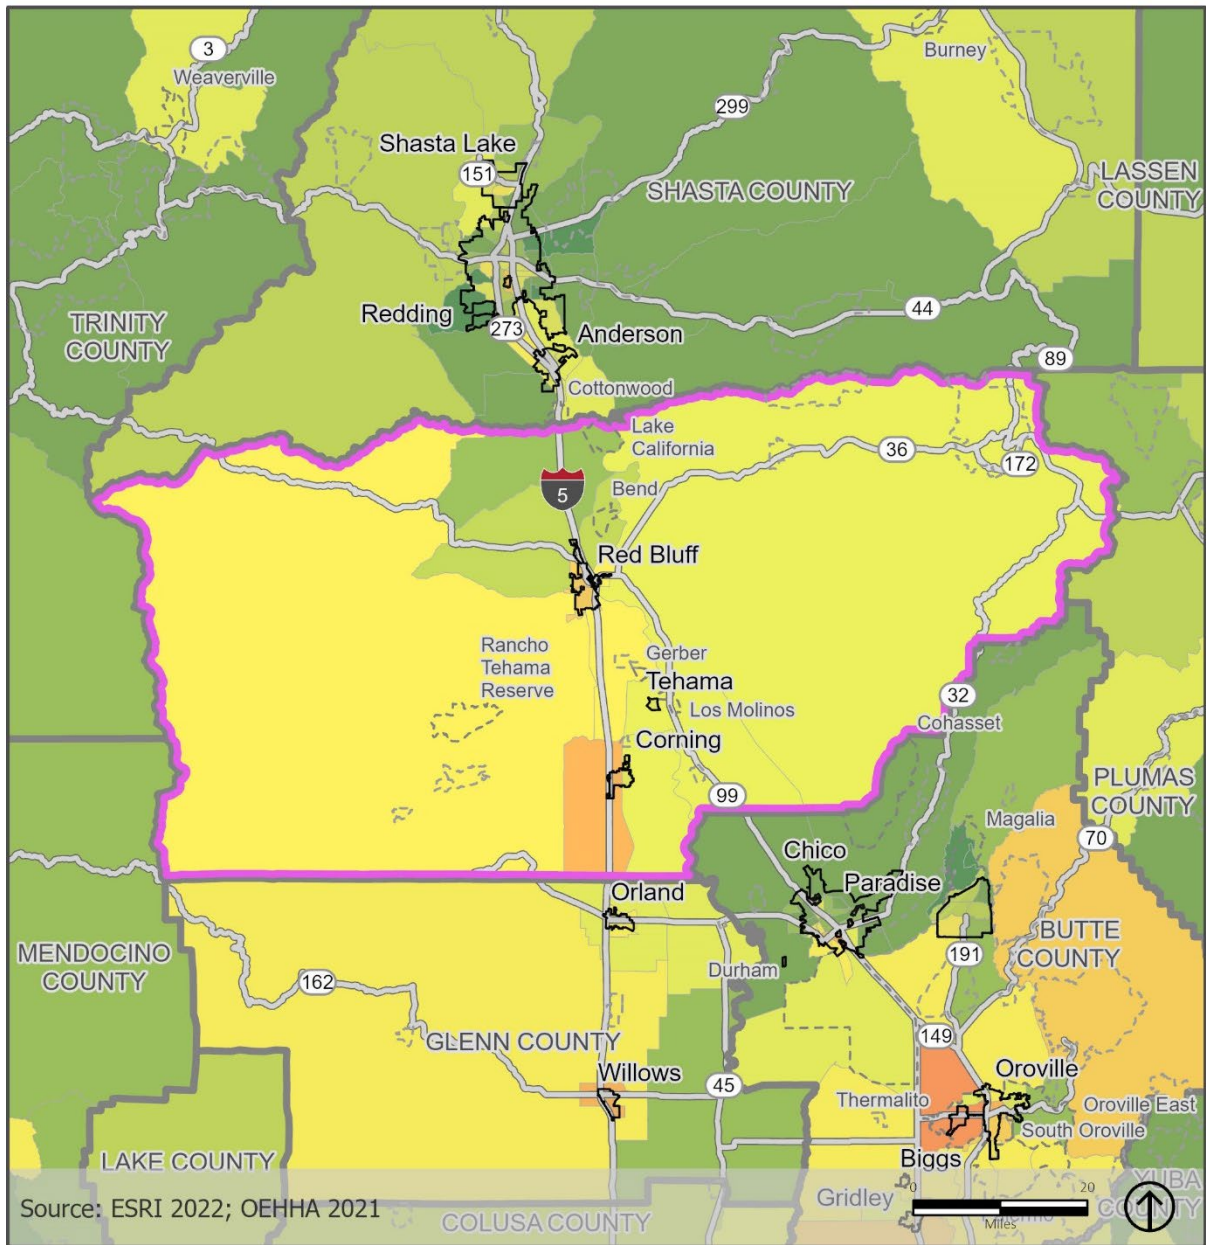 3
Weaverville
Burney
299
Shasta Lake
151
SHASTA COUNTY
LASSEN
COUNTY
TRINITY
COUNTY
Redding
273
Anderson
44
89
Cottonwood
Lake
California
36
172
5
Bend
Red Bluff
Rancho
Tehama
Reserve
Gerber
Tehama
Los Molinos
32
Cohasset
Corning
99
PLUMAS
COUNTY
Magalia
70
Chico
Paradise
Orland
MENDOCINO
COUNTY
162
Durham
191
BUTTE
COUNTY
GLENN COUNTY
149
Willows
45
Oroville
Thermalito
Oroville East
South Oroville
LAKE COUNTY
Biggs
YUBA
COUNTY
Gridley
0
20
Miles
Source: ESRI 2022; OEHHA 2021
COLUSA COUNTY